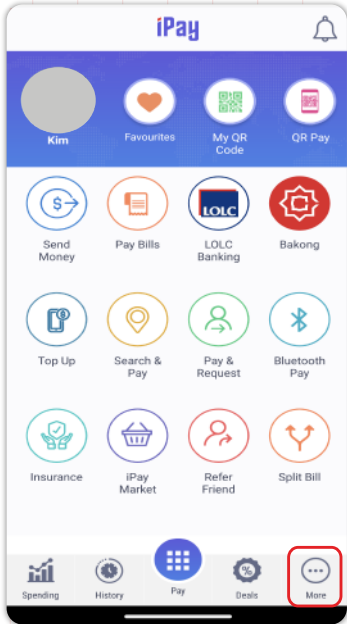 iPay
Kim
Favourites
My QR
Code
QR Pay
Send
Money
Pay Bills
LOLC
LOLC
Banking
Bakong
Top Up
Search &
Pay
Pay &
Request
Bluetooth
Pay
Insurance
iPay
Market
Refer
Friend
Split Bill
Spending
History
Pay
Deals
More